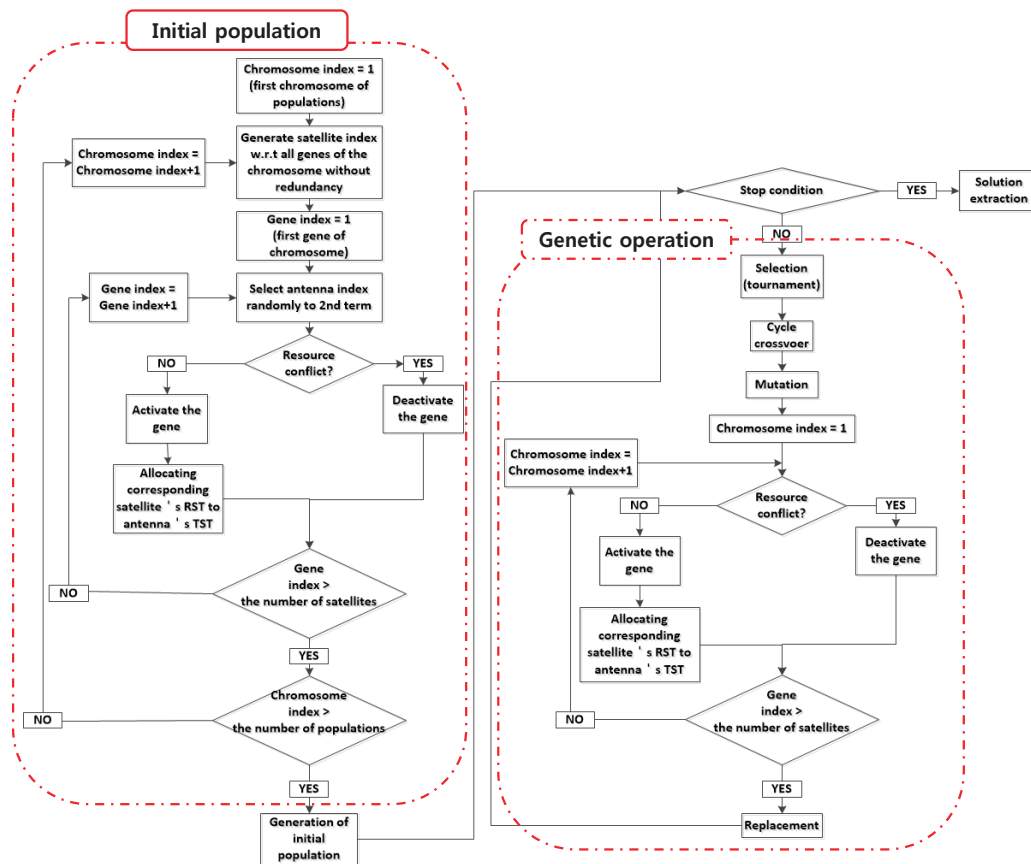 Initial population
Chromosome index = 1
(first chromosome of
populations)
Chromosome index =
Chromosome index+1
Generate satellite index
w.r.t all genes of the
chromosome without
redundancy
Gene index = 1
(first gene of
chromosome)
Gene index =
Gene index+1
Select antenna index
randomly to 2nd term
Resource
conflict?
NO
YES
Activate the
gene
Deactivate
the gene
Allocating
corresponding
satellite ' s RST to
antenna ' s TST
Gene
index >
the number of satellites
NO
YES
Chromosome
index >
the number of populations
NO
YES
Generation of
initial
population
Stop condition
YES
Solution
extraction
NO
Genetic operation
Selection
(tournament)
Cycle
crossvoer
Mutation
Chromosome index = 1
Chromosome index =
Chromosome index+1
Resource
conflict?
NO
YES
Activate the
gene
Deactivate
the gene
Allocating
corresponding
satellite ' s RST to
antenna ' s TST
Gene
index >
the number of satellites
NO
YES
Replacement